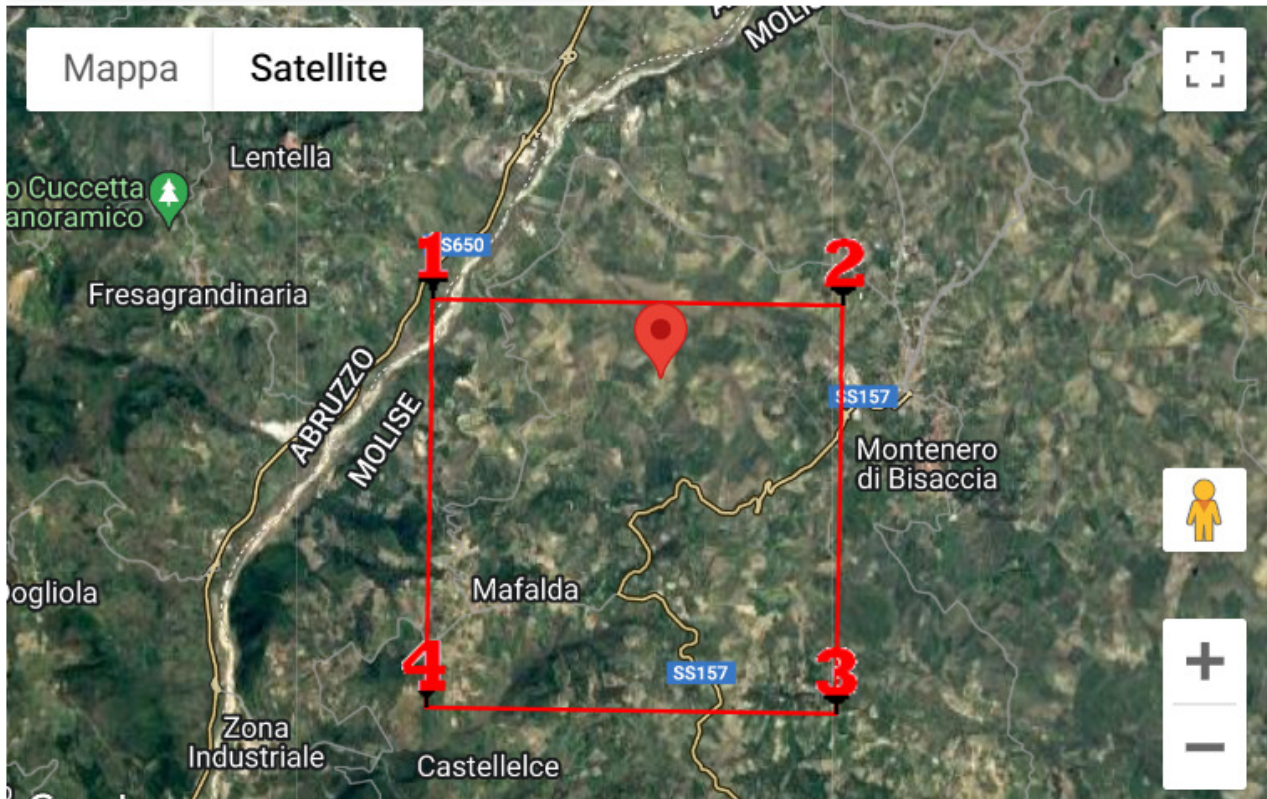 MOLISE
Mappa
Satellite
Lentella
o Cuccetta
anoramico
1
SS650
2
Fresagrandinaria
ABRUZZO
MOLISE
SS157
Montenero
di Bisaccia
Mafalda
Dogliola
4
SS157
3
Zona
Industriale
Castellelce